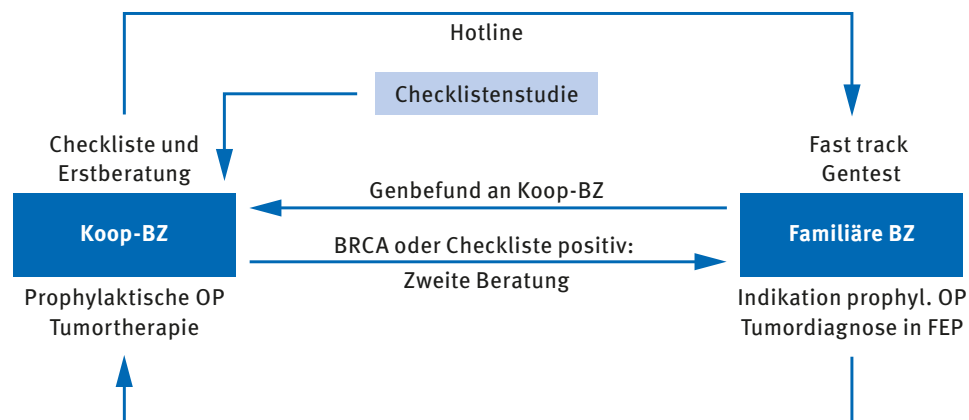 Hotline
Checklistenstudie
Checkliste und
Erstberatung
Fast track
Gentest
Genbefund an Koop-BZ
Koop-BZ
Familiäre BZ
BRCA oder Checkliste positiv:
Zweite Beratung
Prophylaktische OP
Tumortherapie
Indikation prophyl. OP
Tumordiagnose in FEP